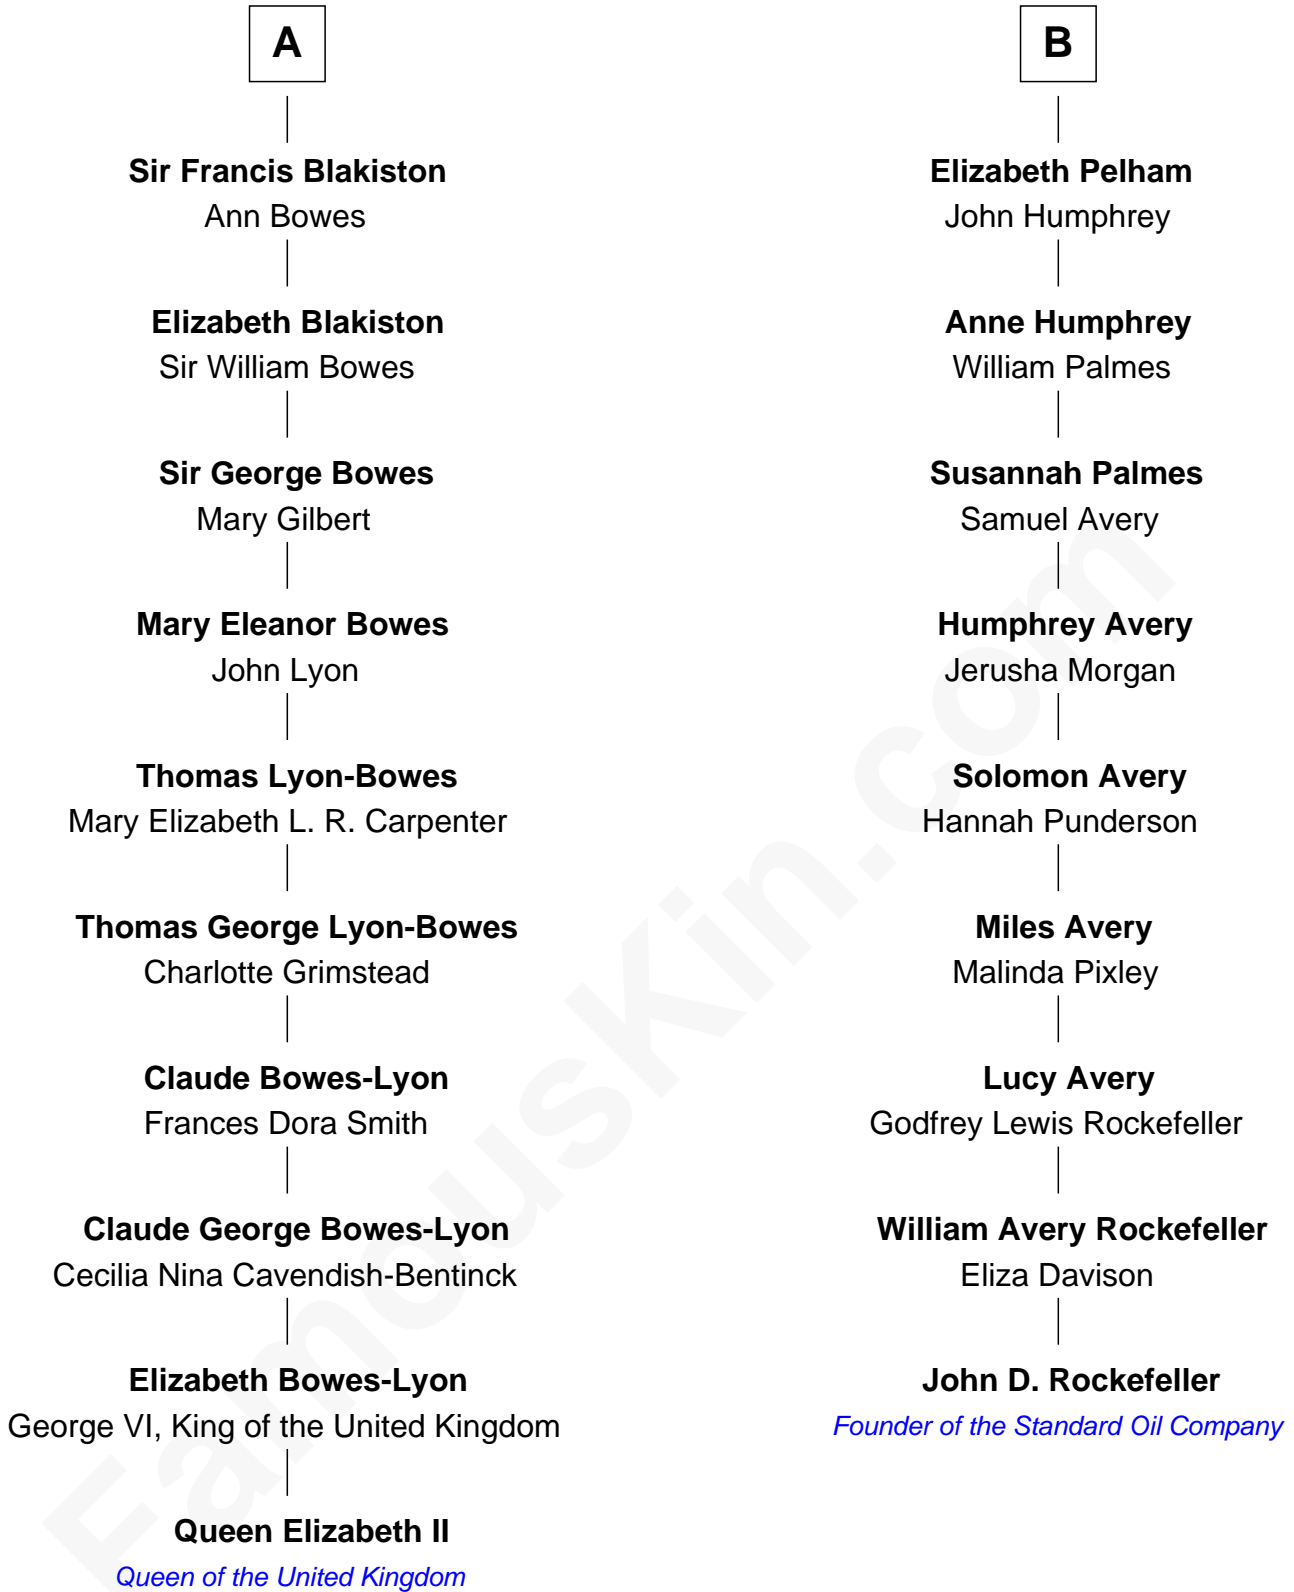 A
Sir Francis Blakiston
Ann Bowes
Elizabeth Blakiston
Sir William Bowes
Sir George Bowes
Mary Gilbert
Mary Eleanor Bowes
John Lyon
Thomas Lyon-Bowes
Mary Elizabeth L. R. Carpenter
Thomas George Lyon-Bowes
Charlotte Grimstead
Claude Bowes-Lyon
Frances Dora Smith
Claude George Bowes-Lyon
Cecilia Nina Cavendish-Bentinck
Elizabeth Bowes-Lyon
George VI, King of the United Kingdom
Queen Elizabeth II
Queen of the United Kingdom
B
Elizabeth Pelham
John Humphrey
Anne Humphrey
William Palmes
Susannah Palmes
Samuel Avery
Humphrey Avery
Jerusha Morgan
Solomon Avery
Hannah Punderson
Miles Avery
Malinda Pixley
Lucy Avery
Godfrey Lewis Rockefeller
William Avery Rockefeller
Eliza Davison
John D. Rockefeller
Founder of the Standard Oil Company
FamousKin.com